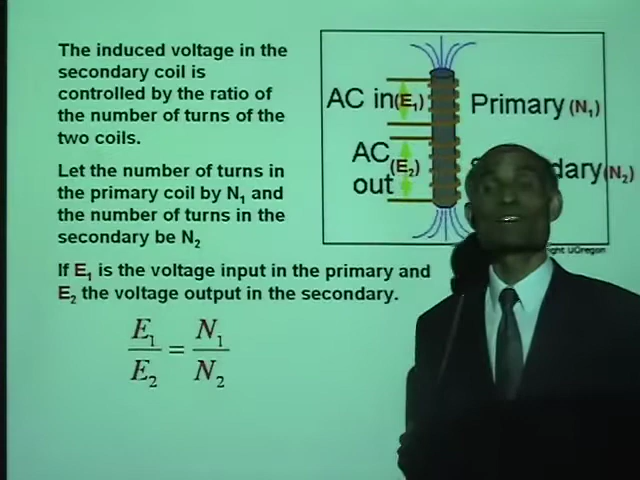 The induced voltage in the
secondary coil is
controlled by the ratio of
the number of turns of the
two coils.
Let the number of turns in
the primary coil by N₁ and
the number of turns in the
secondary be N₂
If E₁ is the voltage input in the primary and
E₂ the voltage output in the secondary.
E₁/E₂ = N₁/N₂
AC in(E₁)
Primary(N₁)
AC(E₂)
out
(N₂)
UOregon